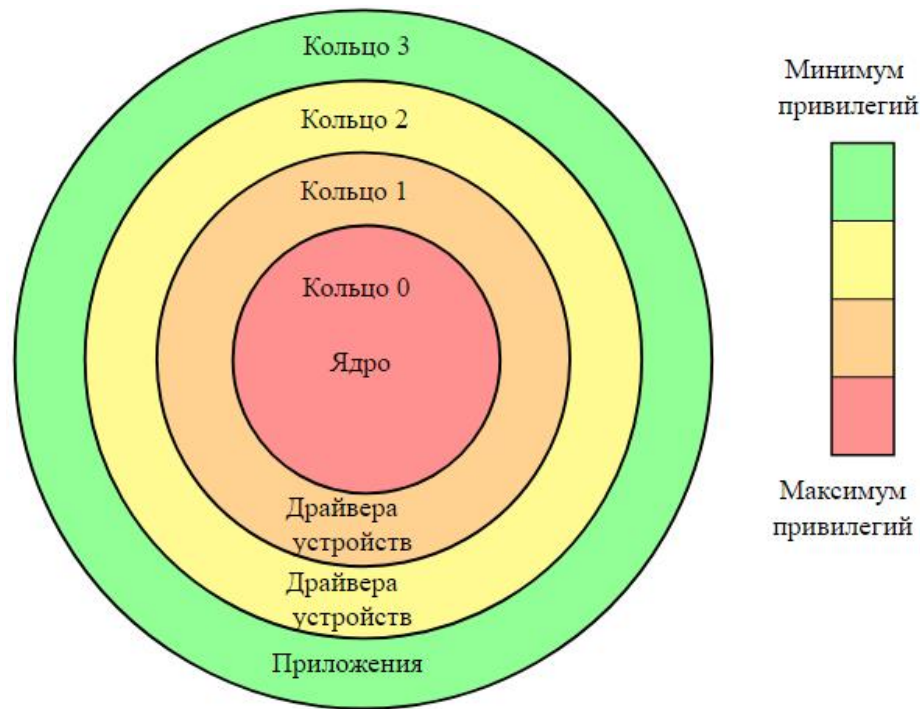 Кольцо 3
Кольцо 2
Кольцо 1
Кольцо 0
Ядро
Драйвера
устройств
Драйвера
устройств
Приложения
Минимум
привилегий
Максимум
привилегий